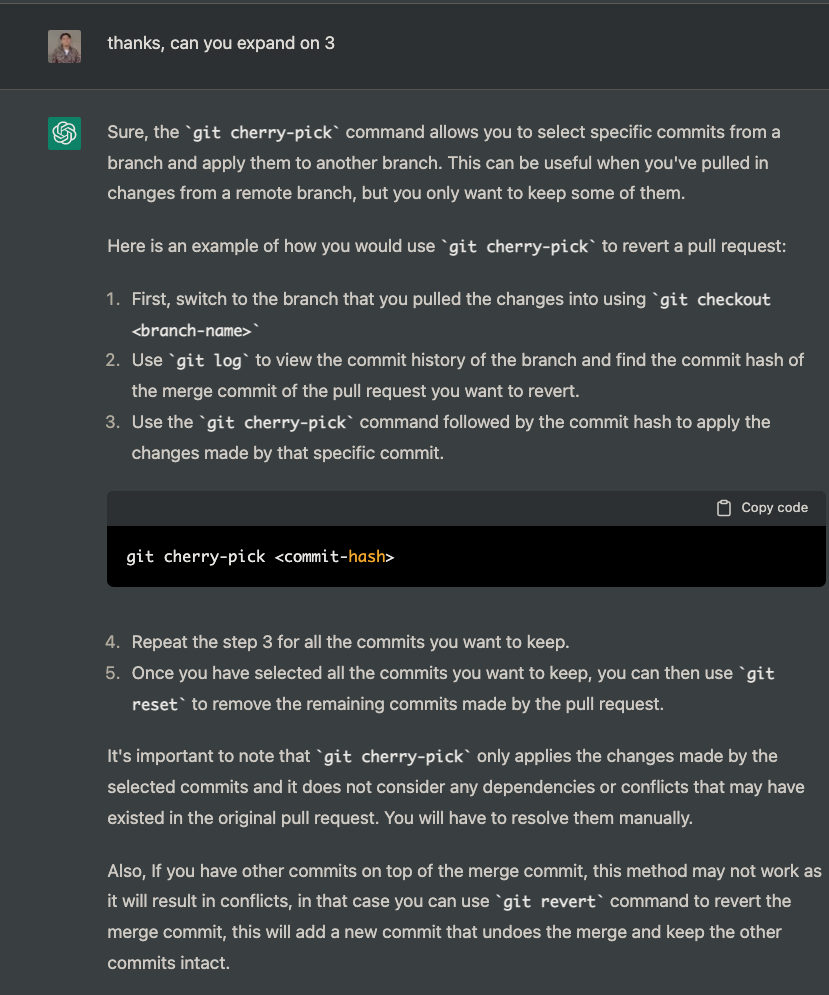 thanks, can you expand on 3
Sure, the `git cherry-pick` command allows you to select specific commits from a
branch and apply them to another branch. This can be useful when you've pulled in
changes from a remote branch, but you only want to keep some of them.
Here is an example of how you would use `git cherry-pick` to revert a pull request:
1. First, switch to the branch that you pulled the changes into using `git checkout
<branch-name>`
2. Use `git log` to view the commit history of the branch and find the commit hash of
the merge commit of the pull request you want to revert.
3. Use the `git cherry-pick` command followed by the commit hash to apply the
changes made by that specific commit.
Copy code
git cherry-pick <commit-hash>
4. Repeat the step 3 for all the commits you want to keep.
5. Once you have selected all the commits you want to keep, you can then use `git
reset` to remove the remaining commits made by the pull request.
It's important to note that `git cherry-pick` only applies the changes made by the
selected commits and it does not consider any dependencies or conflicts that may have
existed in the original pull request. You will have to resolve them manually.
Also, If you have other commits on top of the merge commit, this method may not work as
it will result in conflicts, in that case you can use `git revert` command to revert the
merge commit, this will add a new commit that undoes the merge and keep the other
commits intact.